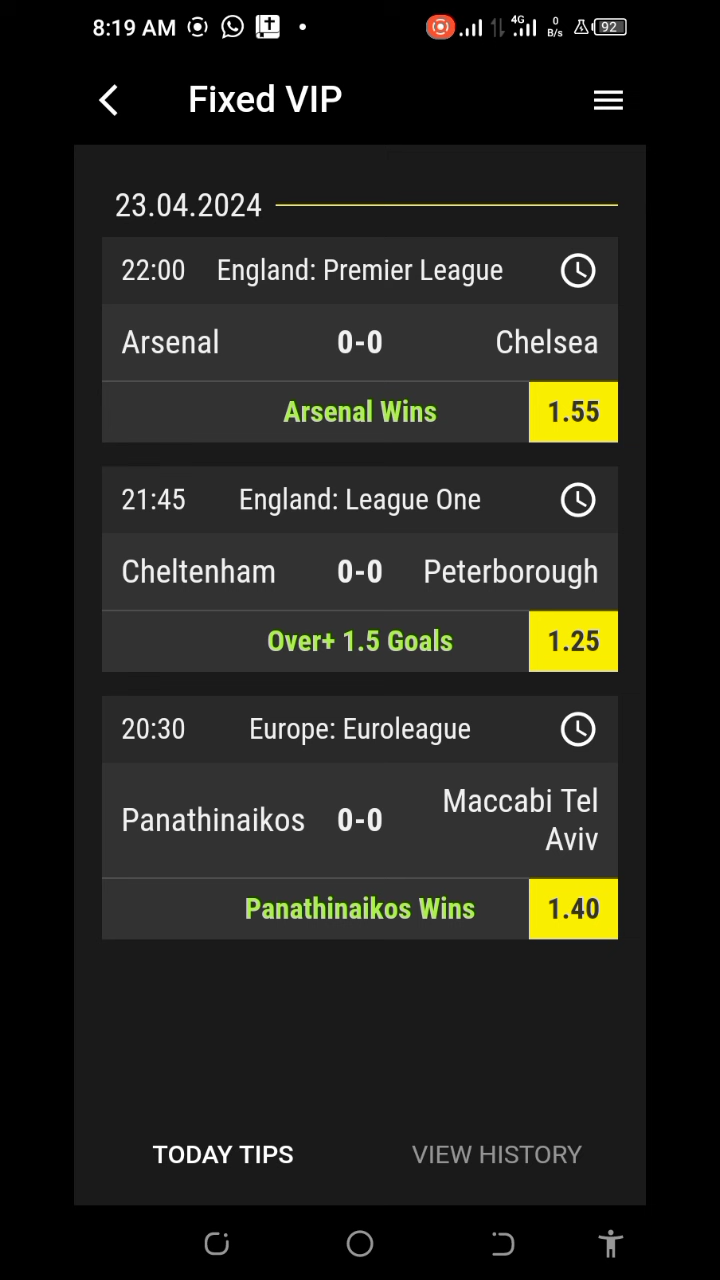 8:19 AM 4G 0 B/s 92
Fixed VIP
23.04.2024
22:00 England: Premier League
Arsenal 0-0 Chelsea
Arsenal Wins 1.55
21:45 England: League One
Cheltenham 0-0 Peterborough
Over+ 1.5 Goals 1.25
20:30 Europe: Euroleague
Panathinaikos 0-0 Maccabi Tel
Aviv
Panathinaikos Wins 1.40
TODAY TIPS VIEW HISTORY